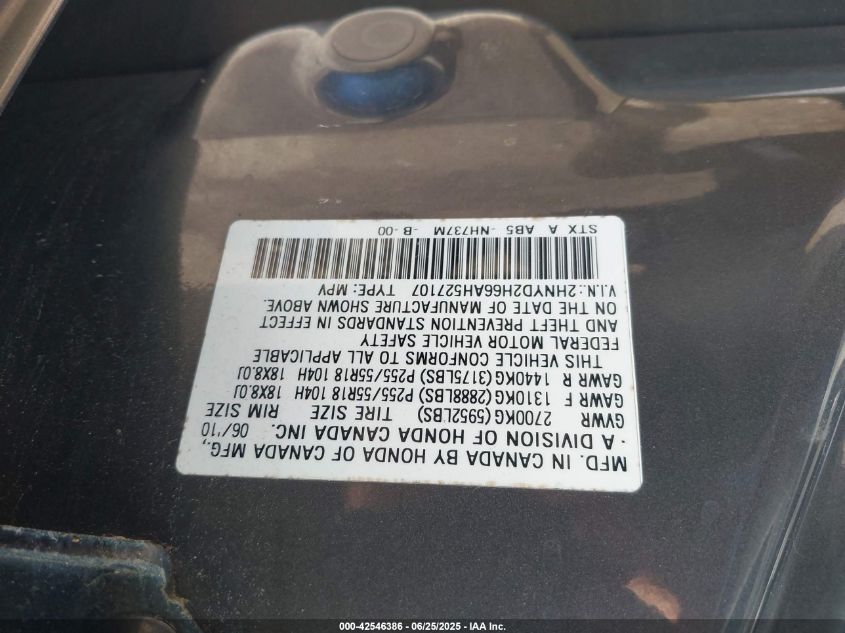 MFD. IN CANADA BY HONDA OF CANADA MFG.,
- A DIVISION OF HONDA CANADA INC. 06/'10
GVWR 2700KG(5952LBS) TIRE SIZE RIM SIZE
GAWR F 1310KG(2888LBS) P255/55R18 104H 18X8.0J
GAWR R 1440KG(3175LBS) P255/55R18 104H 18X8.0J
THIS VEHICLE CONFORMS TO ALL APPLICABLE
FEDERAL MOTOR VEHICLE SAFETY
AND THEFT PREVENTION STANDARDS IN EFFECT
ON THE DATE OF MANUFACTURE SHOWN ABOVE.
V.I.N.:2HNYD2H66AH527107 TYPE: MPV
STX A AB5 -NH737M -B-00
000-42546386 - 06/25/2025 - IAA Inc.